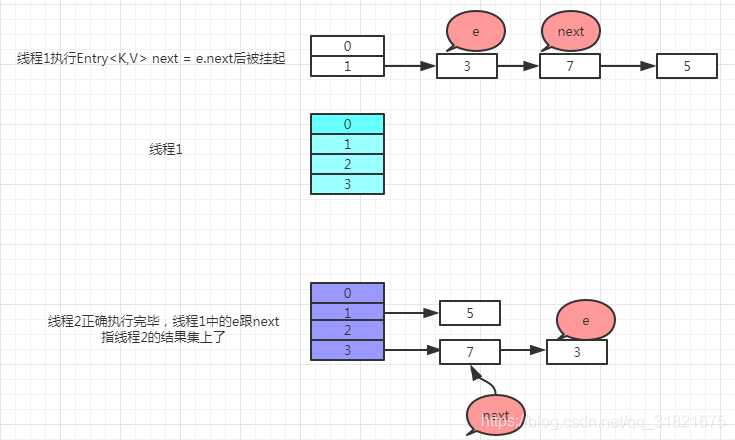 线程1执行Entry<K,V> next = e.next后被挂起
0
1
e
next
3
7
5
线程1
0
1
2
3
线程2正确执行完毕，线程1中的e跟next
指线程2的结果集上了
0
1
2
3
5
7
3
e
next
https://blog.csdn.net/qq_31821675